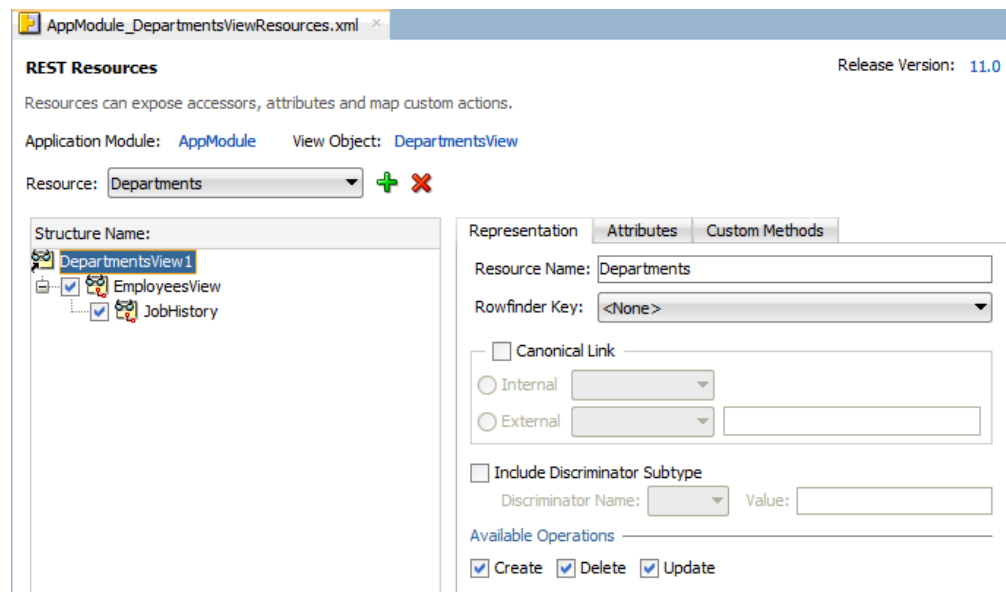 AppModule_DepartmentsViewResources.xml
REST Resources
Release Version: 11.0
Resources can expose accessors, attributes and map custom actions.
Application Module: AppModule View Object: DepartmentsView
Resource: Departments
Structure Name:
DepartmentsView1
EmployeesView
JobHistory
Representation Attributes Custom Methods
Resource Name: Departments
Rowfinder Key: <None>
Canonical Link
Internal
External
Include Discriminator Subtype
Discriminator Name: Value:
Available Operations
Create Delete Update